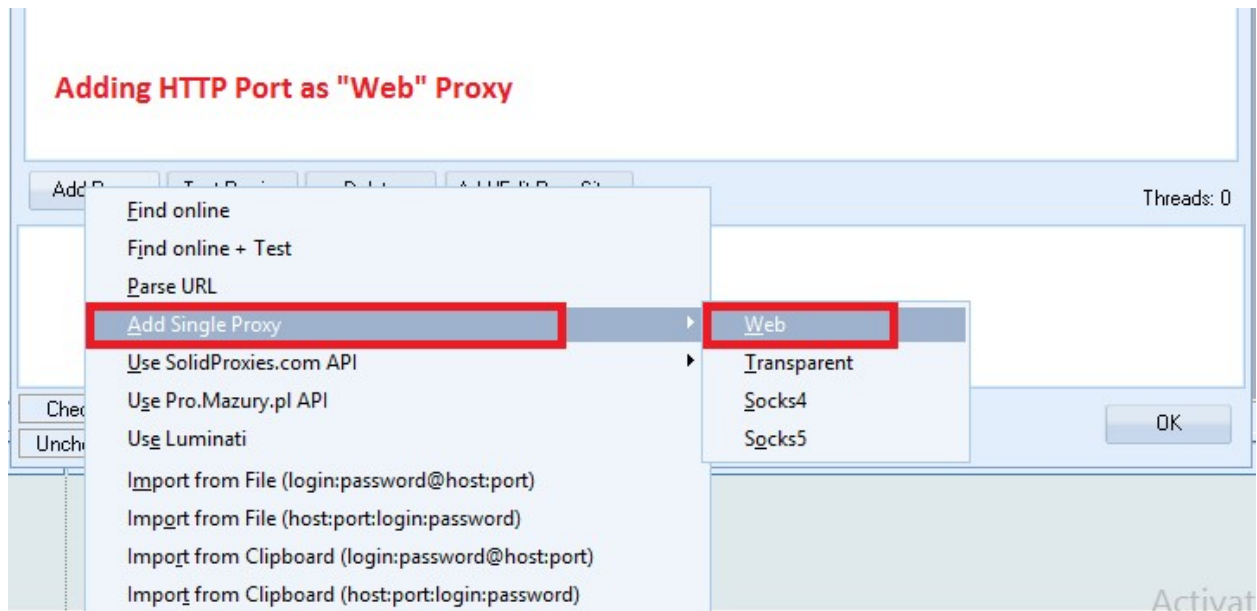 Adding HTTP Port as "Web" Proxy
Add
Threads: 0
Find online
Find online + Test
Parse URL
Add Single Proxy
Web
Use SolidProxies.com API
Transparent
Use Pro.Mazury.pl API
Socks4
Use Luminati
Socks5
OK
Import from File (login:password@host:port)
Import from File (host:port:login:password)
Import from Clipboard (login:password@host:port)
Import from Clipboard (host:port:login:password)